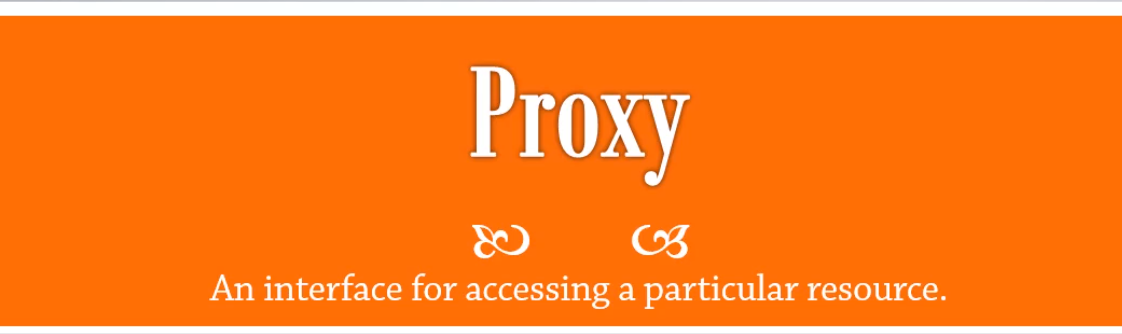 Proxy
An interface for accessing a particular resource.